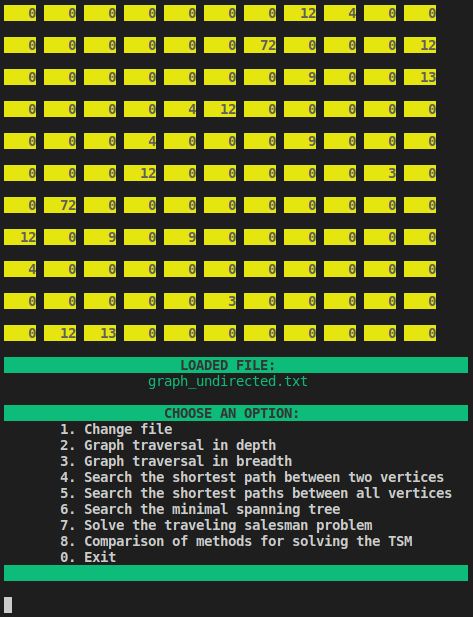 0 0 0 0 0 0 0 12 4 0 0
0 0 0 0 0 0 72 0 0 0 12
0 0 0 0 0 0 0 9 0 0 13
0 0 0 0 4 12 0 0 0 0 0
0 0 0 4 0 0 0 9 0 0 0
0 0 0 12 0 0 0 0 0 3 0
0 72 0 0 0 0 0 0 0 0 0
12 0 9 0 9 0 0 0 0 0 0
4 0 0 0 0 0 0 0 0 0 0
0 0 0 0 0 3 0 0 0 0 0
0 12 13 0 0 0 0 0 0 0 0
LOADED FILE:
graph_undirected.txt
CHOOSE AN OPTION:
1. Change file
2. Graph traversal in depth
3. Graph traversal in breadth
4. Search the shortest path between two vertices
5. Search the shortest paths between all vertices
6. Search the minimal spanning tree
7. Solve the traveling salesman problem
8. Comparison of methods for solving the TSM
0. Exit